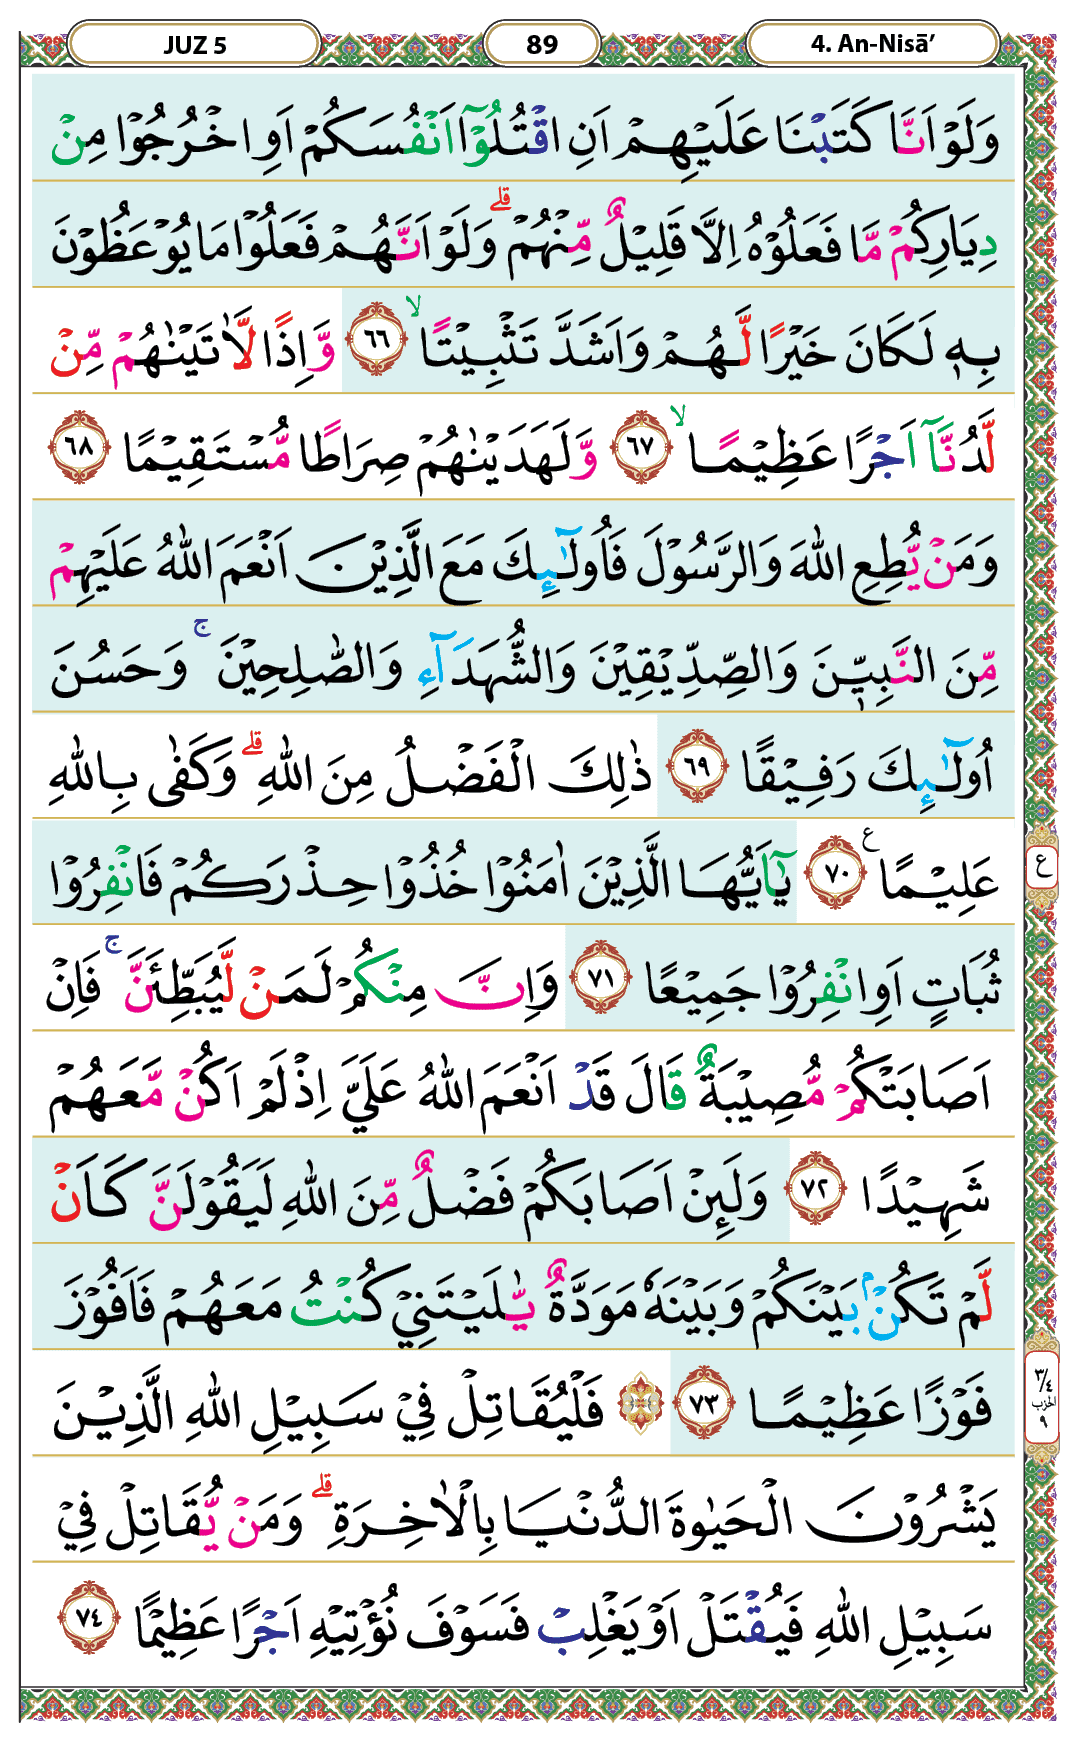 JUZ 5
89
4. An-Nisā’
وَلَوْ اَنَّا كَتَبْنَا عَلَيْهِمْ اَنِ اقْتُلُوْٓا اَنْفُسَكُمْ اَوِ اخْرُجُوْا مِنْ
دِيَارِكُمْ مَّا فَعَلُوْهُ اِلَّا قَلِيْلٌ مِّنْهُمْ ۗ وَلَوْ اَنَّهُمْ فَعَلُوْا مَا يُوْعَظُوْنَ
بِهٖ لَكَانَ خَيْرًا لَّهُمْ وَاَشَدَّ تَثْبِيْتًاۙ ٦٦ وَّاِذًا لَّاٰتَيْنٰهُمْ مِّنْ
لَّدُنَّآ اَجْرًا عَظِيْمًاۙ ٦٧ وَّلَهَدَيْنٰهُمْ صِرَاطًا مُّسْتَقِيْمًا ٦٨
وَمَنْ يُّطِعِ اللّٰهَ وَالرَّسُوْلَ فَاُولٰۤىِٕكَ مَعَ الَّذِيْنَ اَنْعَمَ اللّٰهُ عَلَيْهِمْ
مِّنَ النَّبِيّٖنَ وَالصِّدِّيْقِيْنَ وَالشُّهَدَاۤءِ وَالصّٰلِحِيْنَ ۚ وَحَسُنَ
اُولٰۤىِٕكَ رَفِيْقًا ٦٩ ذٰلِكَ الْفَضْلُ مِنَ اللّٰهِ ۗ وَكَفٰى بِاللّٰهِ
عَلِيْمًا ࣖ ٧٠ يٰٓاَيُّهَا الَّذِيْنَ اٰمَنُوْا خُذُوْا حِذْرَكُمْ فَانْفِرُوْا
ع
ثُبَاتٍ اَوِ انْفِرُوْا جَمِيْعًا ٧١ وَاِنَّ مِنْكُمْ لَمَنْ لَّيُبَطِّئَنَّۚ فَاِنْ
اَصَابَتْكُمْ مُّصِيْبَةٌ قَالَ قَدْ اَنْعَمَ اللّٰهُ عَلَيَّ اِذْ لَمْ اَكُنْ مَّعَهُمْ
شَهِيْدًا ٧٢ وَلَىِٕنْ اَصَابَكُمْ فَضْلٌ مِّنَ اللّٰهِ لَيَقُوْلَنَّ كَاَنْ
لَّمْ تَكُنْۢ بَيْنَكُمْ وَبَيْنَهٗ مَوَدَّةٌ يّٰلَيْتَنِيْ كُنْتُ مَعَهُمْ فَاَفُوْزَ
فَوْزًا عَظِيْمًا ٧٣ ۞ فَلْيُقَاتِلْ فِيْ سَبِيْلِ اللّٰهِ الَّذِيْنَ
٣/٤
الحزب
٩
يَشْرُوْنَ الْحَيٰوةَ الدُّنْيَا بِالْاٰخِرَةِ ۗ وَمَنْ يُّقَاتِلْ فِيْ
سَبِيْلِ اللّٰهِ فَيُقْتَلْ اَوْ يَغْلِبْ فَسَوْفَ نُؤْتِيْهِ اَجْرًا عَظِيْمًا ٧٤